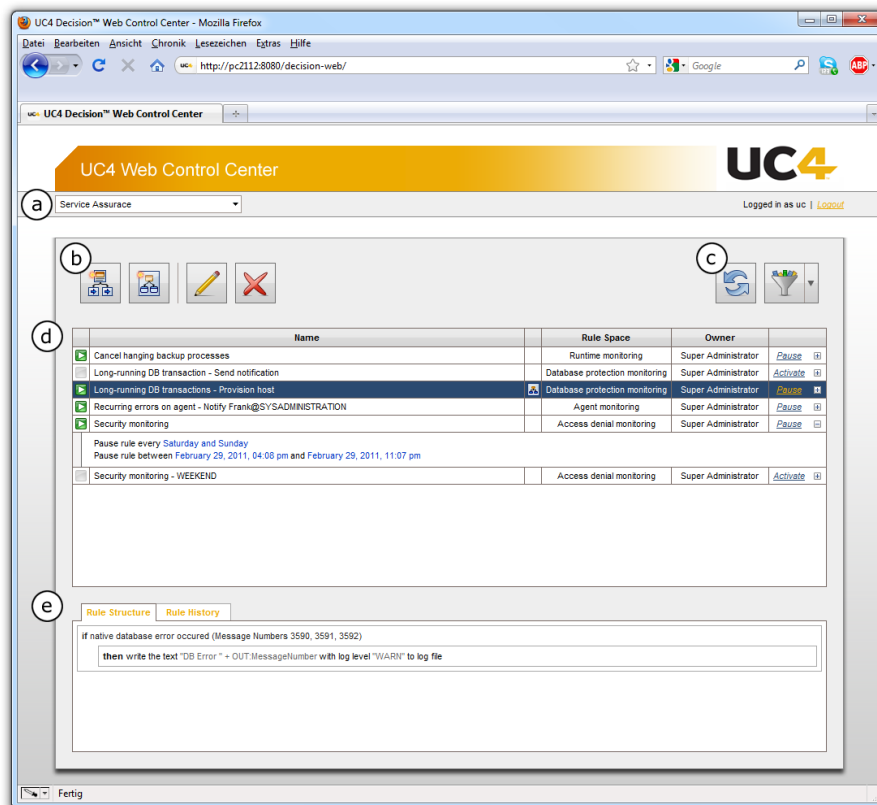 UC4 Decision™ Web Control Center - Mozilla Firefox
Datei Bearbeiten Ansicht Chronik Lesezeichen Extras Hilfe
UC4 http://pc2112:8080/decision-web/ Google ABP
UC4 UC4 Decision™ Web Control Center
UC4 Web Control Center UC4
a Service Assurace Logged in as uc | Logout
b c
d
Name Rule Space Owner
Cancel hanging backup processes Runtime monitoring Super Administrator Pause
Long-running DB transaction - Send notification Database protection monitoring Super Administrator Activate
Long-running DB transactions - Provision host Database protection monitoring Super Administrator Pause
Recurring errors on agent - Notify Frank@SYSADMINISTRATION Agent monitoring Super Administrator Pause
Security monitoring Access denial monitoring Super Administrator Pause
Pause rule every Saturday and Sunday
Pause rule between February 29, 2011, 04:08 pm and February 29, 2011, 11:07 pm
Security monitoring - WEEKEND Access denial monitoring Super Administrator Activate
e Rule Structure Rule History
if native database error occured (Message Numbers 3590, 3591, 3592)
then write the text "DB Error " + OUT:MessageNumber with log level "WARN" to log file
Fertig